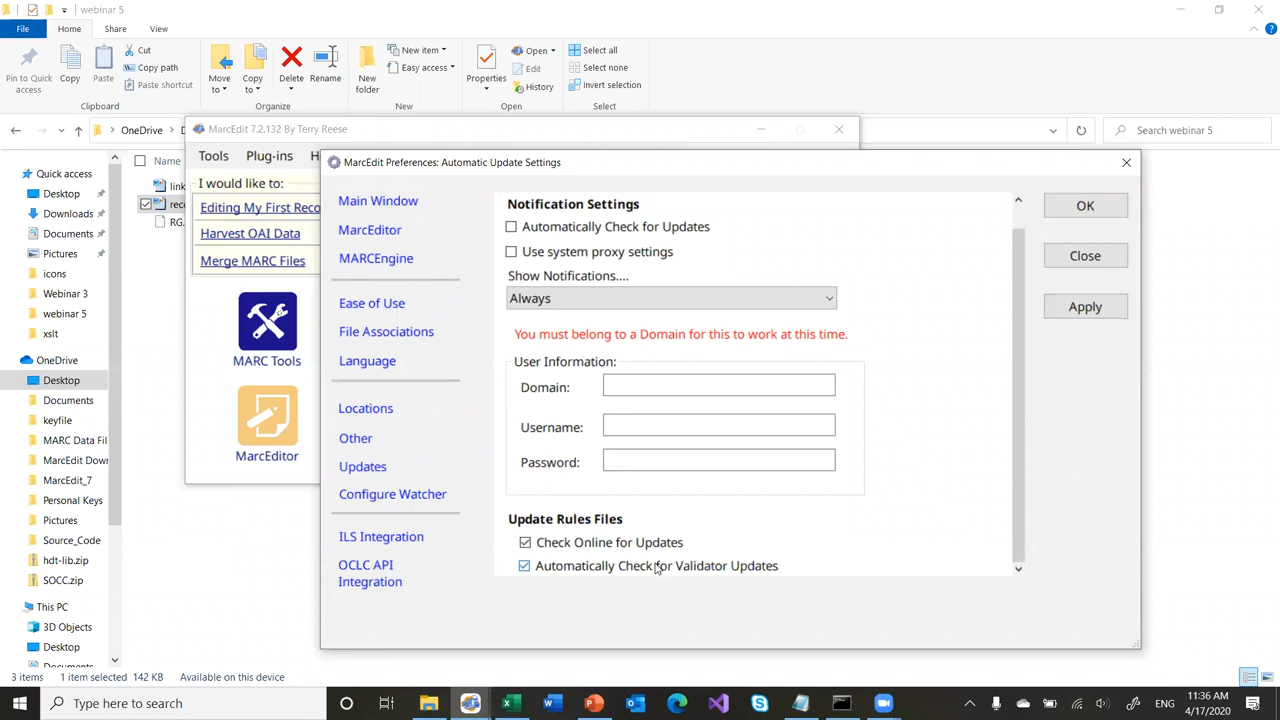 webinar 5
File Home Share View
Pin to Quick access
Copy
Paste
Cut
Copy path
Paste shortcut
Clipboard
Move to
Copy to
Delete
Rename
Organize
New folder
New item
Easy access
New
Properties
Open
Edit
History
Open
Select all
Select none
Invert selection
Select
OneDrive
Search webinar 5
Quick access
Desktop
Downloads
Documents
Pictures
icons
Webinar 3
webinar 5
xslt
OneDrive
Desktop
Documents
keyfile
MARC Data Fil
MarcEdit Dow
MarcEdit_7
Personal Keys
Pictures
Source_Code
hdt-lib.zip
SOCC.zip
This PC
3D Objects
Desktop
Documents
Name
link
reco
RG.
MarcEdit 7.2.132 By Terry Reese
Tools Plug-ins H
I would like to:
Editing My First Reco
Harvest OAI Data
Merge MARC Files
MARC Tools
MarcEditor
MarcEdit Preferences: Automatic Update Settings
Main Window
MarcEditor
MARCEngine
Ease of Use
File Associations
Language
Locations
Other
Updates
Configure Watcher
ILS Integration
OCLC API
Integration
Notification Settings
Automatically Check for Updates
Use system proxy settings
Show Notifications....
Always
You must belong to a Domain for this to work at this time.
User Information:
Domain:
Username:
Password:
Update Rules Files
Check Online for Updates
Automatically Check for Validator Updates
OK
Close
Apply
3 items 1 item selected 142 KB Available on this device
Type here to search
11:36 AM
4/17/2020